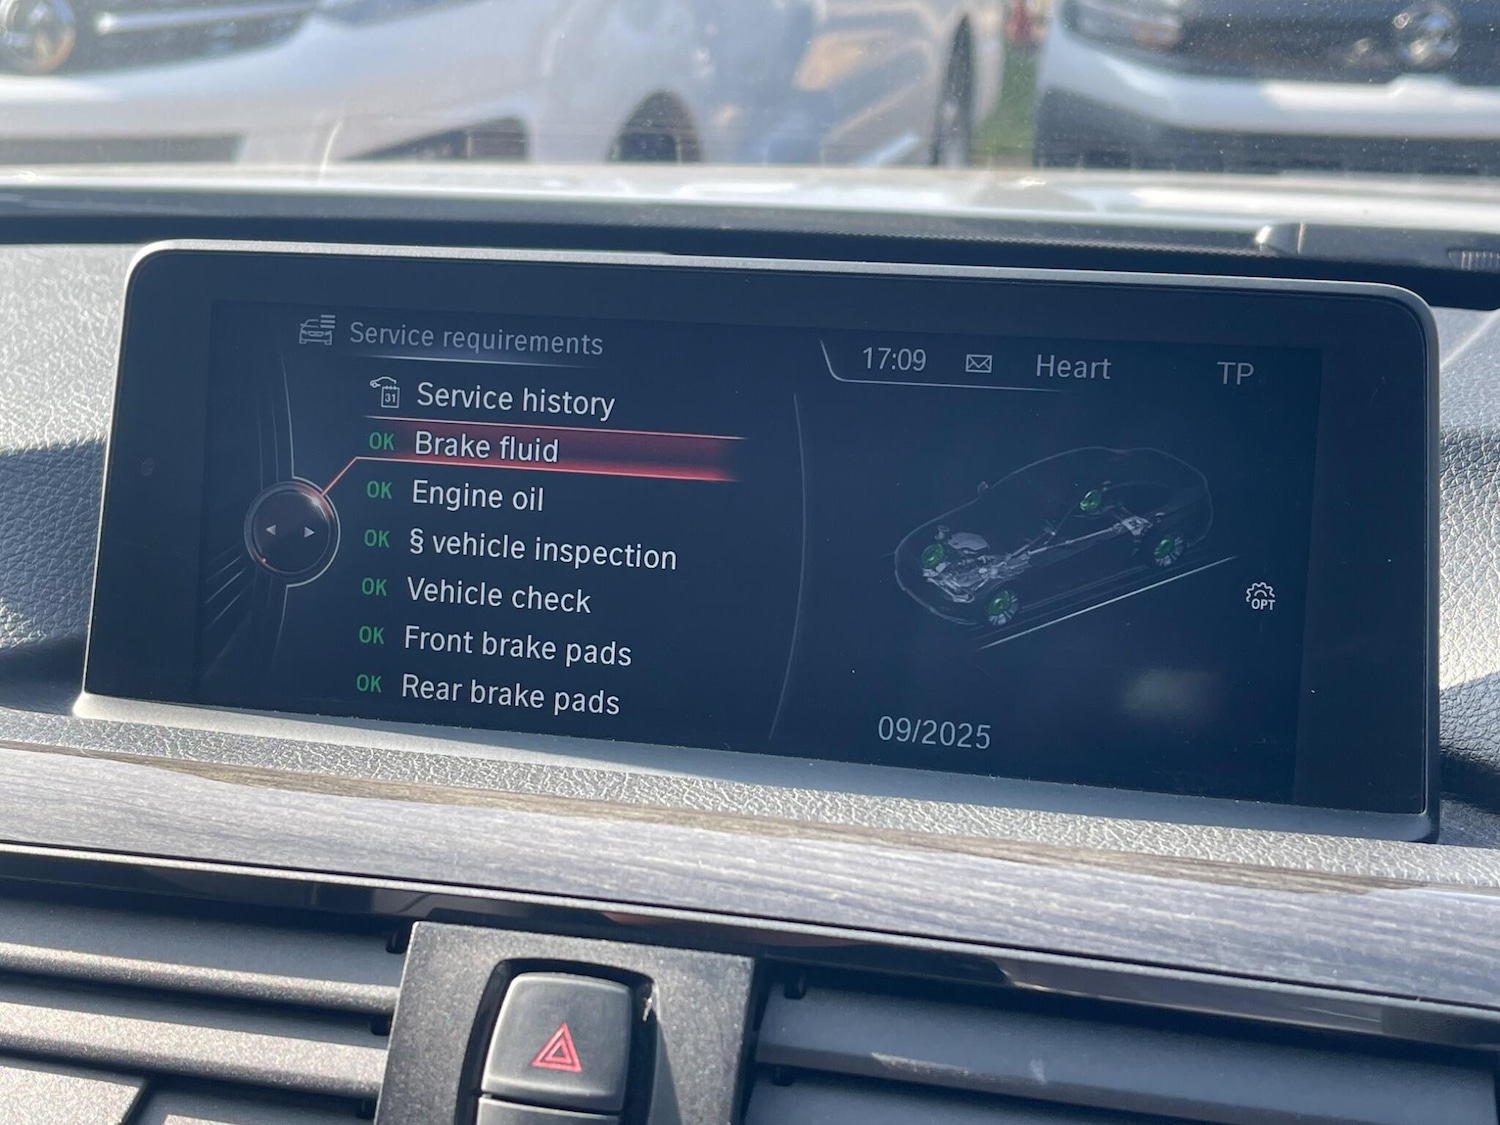 Service requirements
17:09 Heart TP
31 Service history
OK Brake fluid
OK Engine oil
OK § vehicle inspection
OK Vehicle check
OK Front brake pads
OK Rear brake pads
OPT
09/2025